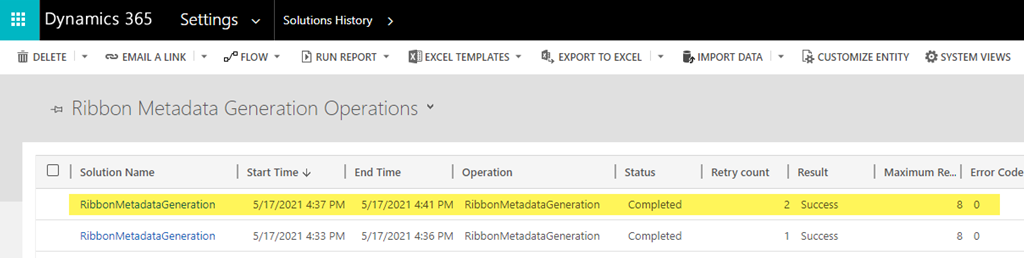 Dynamics 365 Settings Solutions History
DELETE EMAIL A LINK FLOW RUN REPORT EXCEL TEMPLATES EXPORT TO EXCEL IMPORT DATA CUSTOMIZE ENTITY SYSTEM VIEWS
Ribbon Metadata Generation Operations
Solution Name Start Time ↓ End Time Operation Status Retry count Result Maximum Re... Error Code
RibbonMetadataGeneration 5/17/2021 4:37 PM 5/17/2021 4:41 PM RibbonMetadataGeneration Completed 2 Success 8 0
RibbonMetadataGeneration 5/17/2021 4:33 PM 5/17/2021 4:36 PM RibbonMetadataGeneration Completed 1 Success 8 0